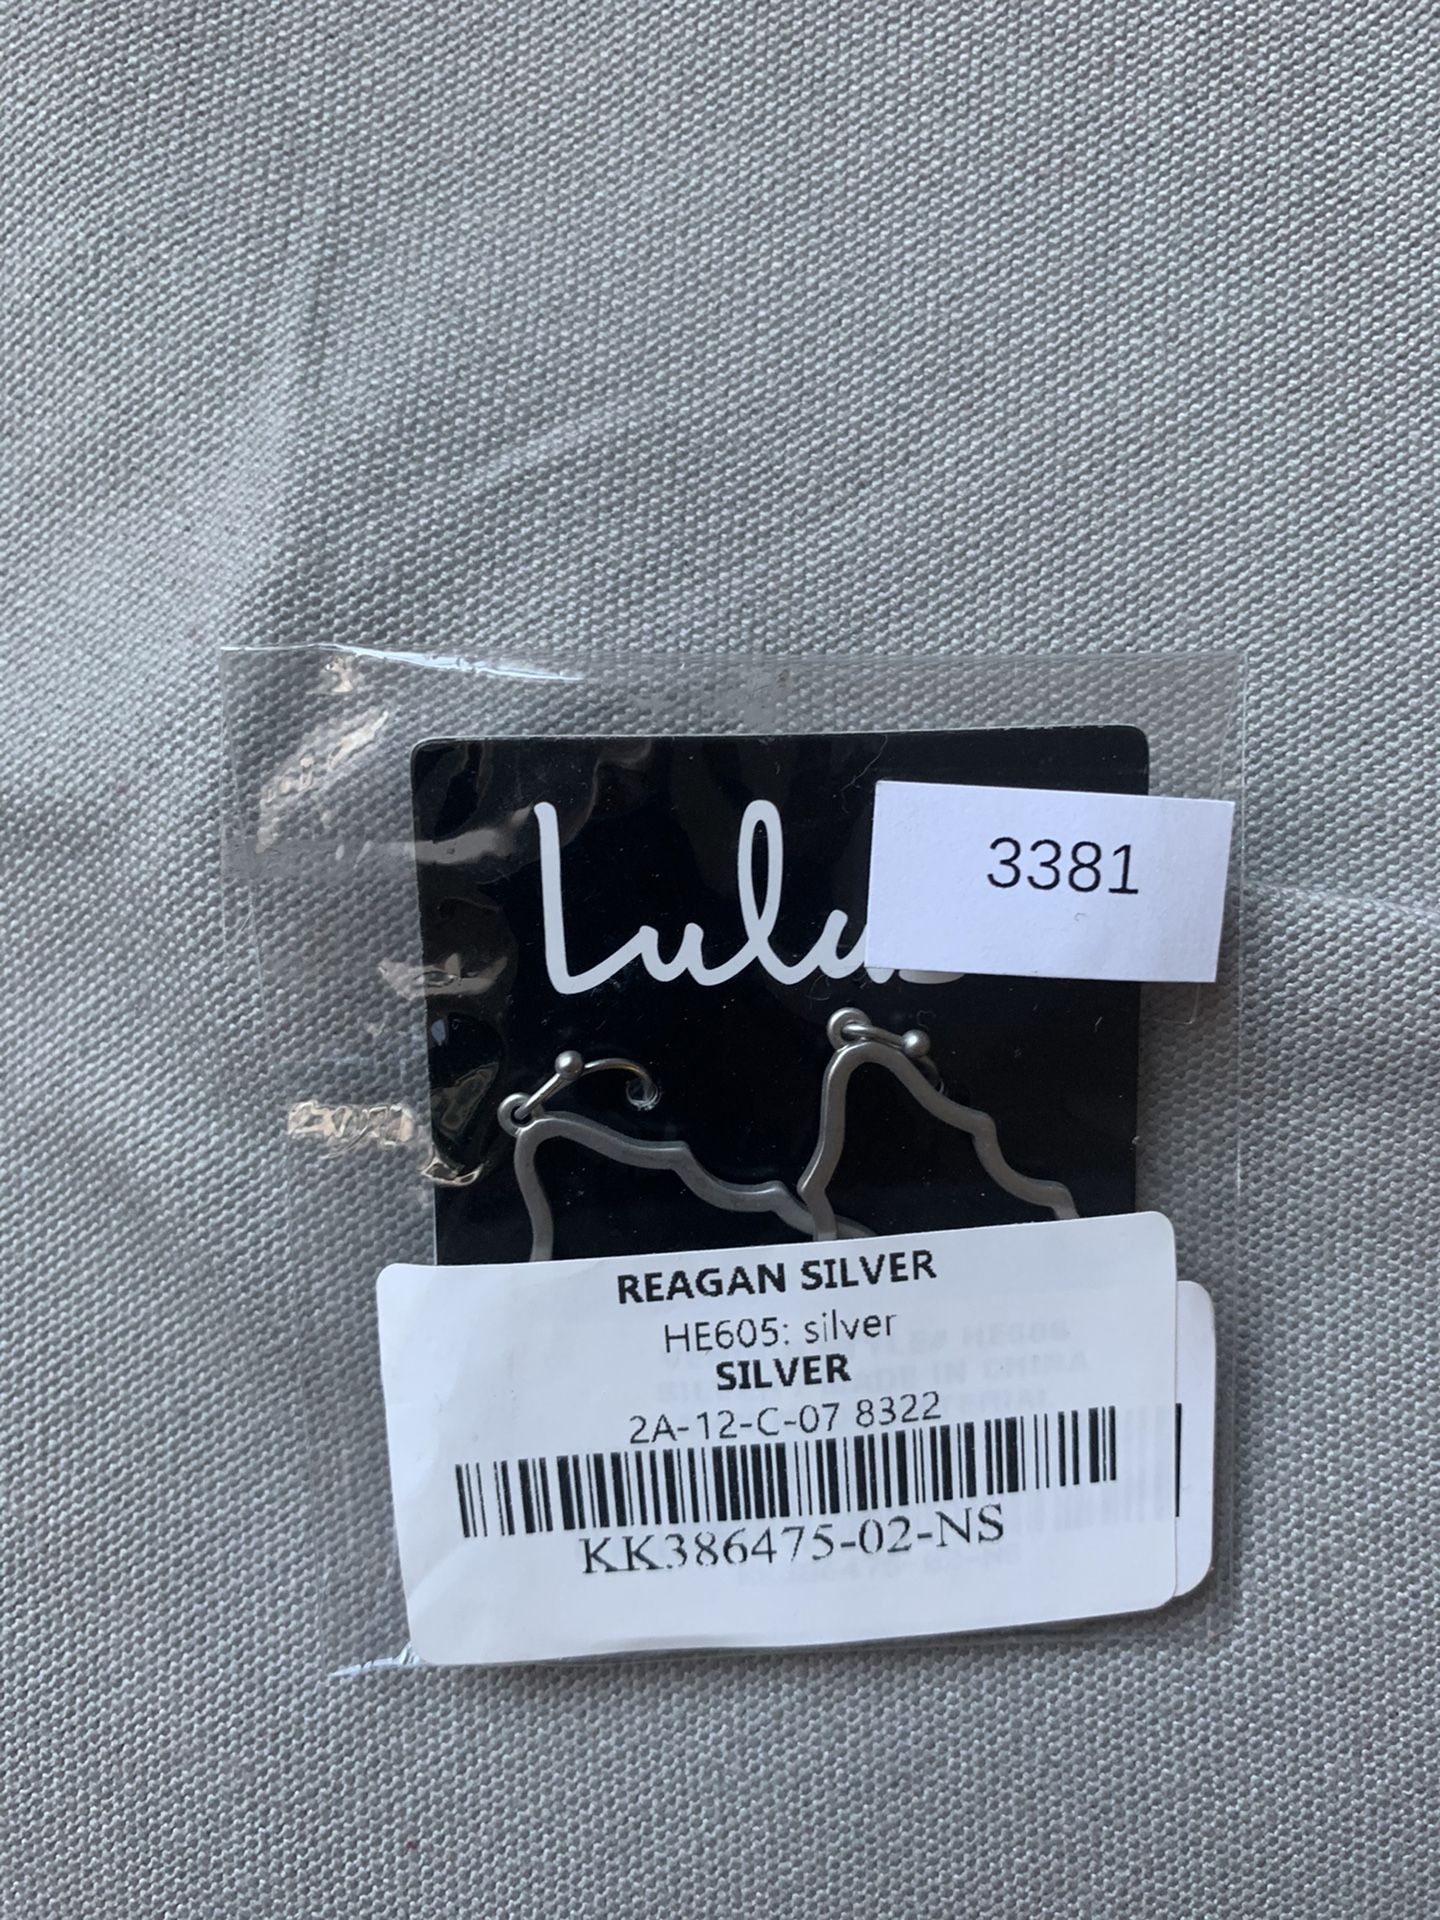 Lulus
3381
REAGAN SILVER
HE605: silver
SILVER
2A-12-C-07 8322
KK386475-02-NS